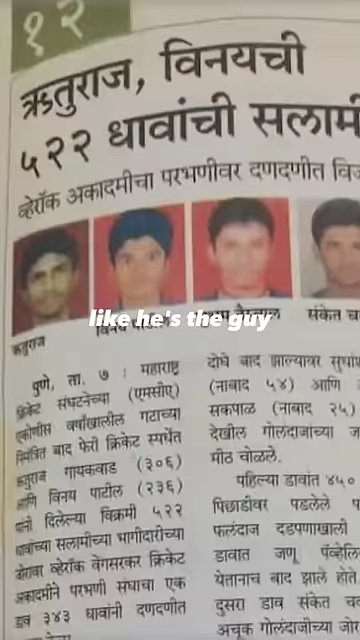 १२
ऋतुराज, विनयची
५२२ धावांची सलामी
व्हेरॉक अकादमीचा परभणीवर दणदणीत
like he's the guy
ऋतुराज
संकेत
पुणे, ता. ७ : महाराष्ट्र
क्रिकेट संघटनेच्या (एमसीए)
एकोणीस वर्षांखालील गटाच्या
निमंत्रित बाद फेरी क्रिकेट स्पर्धेत
ऋतुराज गायकवाड (३०६)
आणि विनय पाटील (२३६)
यांनी दिलेल्या विक्रमी ५२२
धावांच्या सलामीच्या भागीदारीच्या
जोरावर व्हेरॉक वेंगसरकर क्रिकेट
अकादमीने परभणी संघाचा एक
डाव ३४३ धावांनी दणदणीत
दोघे बाद झाल्यावर
(नाबाद ५४) आणि
सकपाळ (नाबाद २५)
देखील गोलंदाजांच्या
मीठ चोळले.
पहिल्या डावांत ४५०
पिछाडीवर पडलेले
फलंदाज दडपणाखाली
डावात जणू
येतानाच बाद झाले होते
दुसरा डाव संकेत
अचूक गोलंदाजीच्या